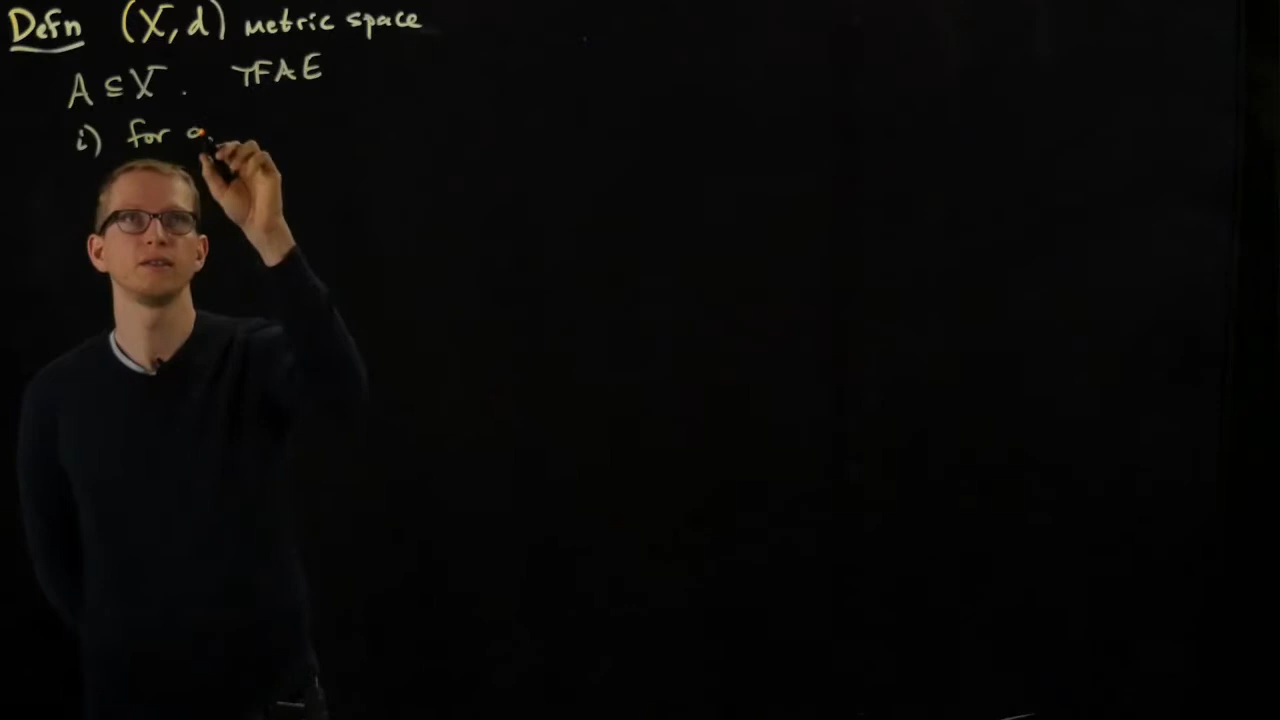 Defn (X, d) metric space
A ⊆ X. TFAE
i) for a